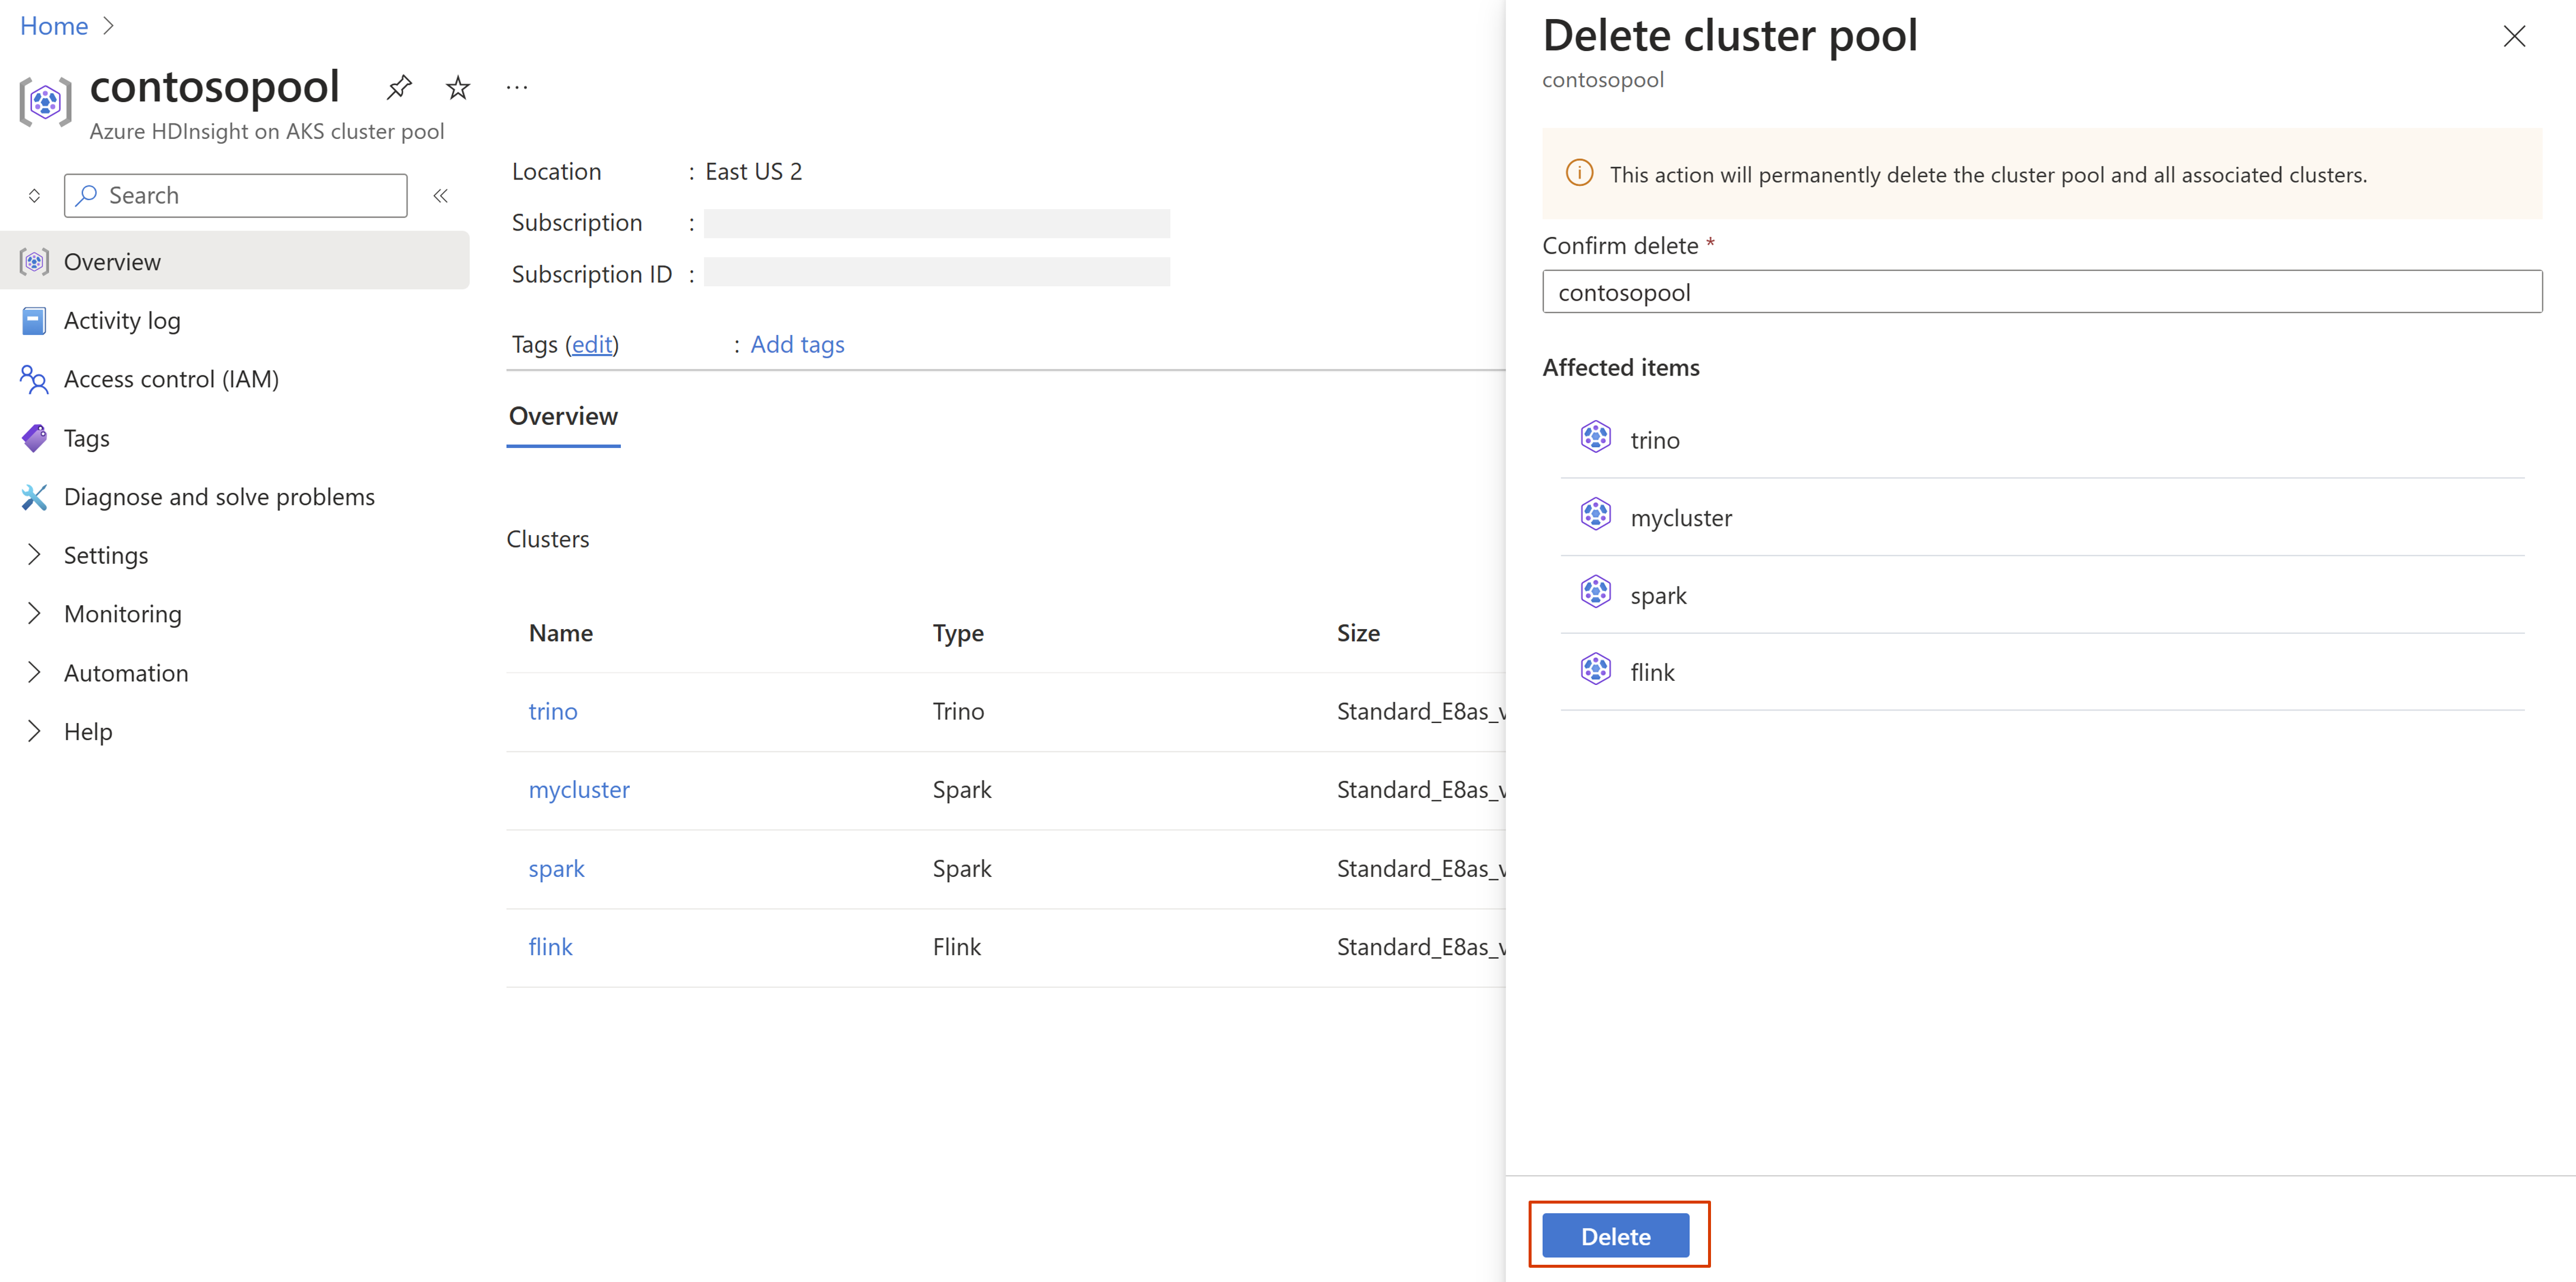 Home
contosopool
Azure HDInsight on AKS cluster pool
Search
Overview
Activity log
Access control (IAM)
Tags
Diagnose and solve problems
Settings
Monitoring
Automation
Help
Location : East US 2
Subscription :
Subscription ID :
Tags (edit) : Add tags
Overview
Clusters
Name Type Size
trino Trino Standard_E8as_v
mycluster Spark Standard_E8as_v
spark Spark Standard_E8as_v
flink Flink Standard_E8as_v
Delete cluster pool
contosopool
This action will permanently delete the cluster pool and all associated clusters.
Confirm delete *
contosopool
Affected items
trino
mycluster
spark
flink
Delete